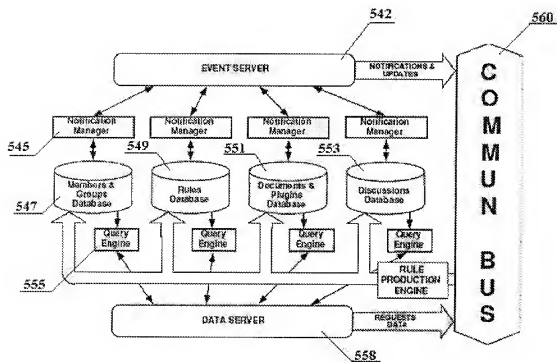 542
560
EVENT SERVER
NOTIFICATIONS &
UPDATES
COMMUN BUS
Notification
Manager
Notification
Manager
Notification
Manager
Notification
Manager
545
549
551
553
Members &
Groups
Database
Rules
Database
Documents &
Plugins
Database
Discussions
Database
547
Query
Engine
Query
Engine
Query
Engine
Query
Engine
555
RULE
PRODUCTION
ENGINE
DATA SERVER
REQUESTS
DATA
558